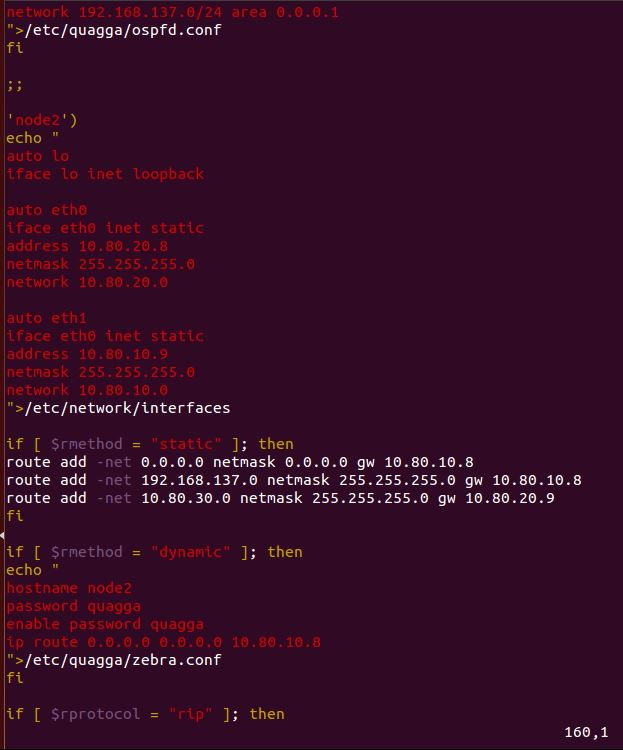 network 192.168.137.0/24 area 0.0.0.1
">/etc/quagga/ospfd.conf
fi
;;
'node2')
echo "
auto lo
iface lo inet loopback
auto eth0
iface eth0 inet static
address 10.80.20.8
netmask 255.255.255.0
network 10.80.20.0
auto eth1
iface eth0 inet static
address 10.80.10.9
netmask 255.255.255.0
network 10.80.10.0
">/etc/network/interfaces
if [ $rmethod = "static" ]; then
route add -net 0.0.0.0 netmask 0.0.0.0 gw 10.80.10.8
route add -net 192.168.137.0 netmask 255.255.255.0 gw 10.80.10.8
route add -net 10.80.30.0 netmask 255.255.255.0 gw 10.80.20.9
fi
if [ $rmethod = "dynamic" ]; then
echo "
hostname node2
password quagga
enable password quagga
ip route 0.0.0.0 0.0.0.0 10.80.10.8
">/etc/quagga/zebra.conf
fi
if [ $rprotocol = "rip" ]; then
160,1